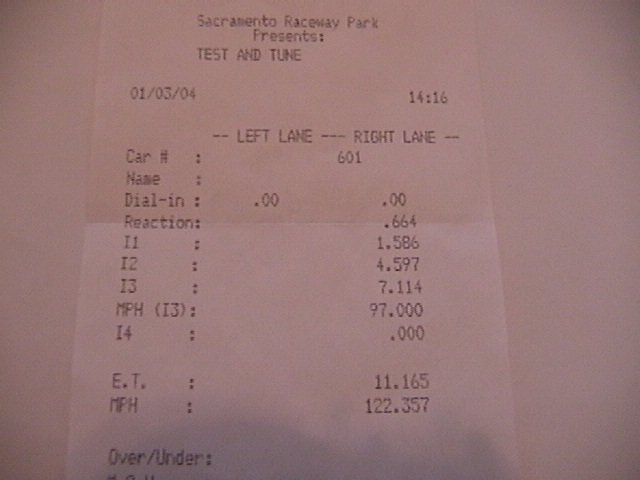 Sacramento Raceway Park
Presents:
TEST AND TUNE
01/03/04 14:16
-- LEFT LANE --- RIGHT LANE --
Car # : 601
Name :
Dial-in : .00 .00
Reaction: .664
I1 : 1.586
I2 : 4.597
I3 : 7.114
MPH (I3): 97.000
I4 : .000
E.T. : 11.165
MPH : 122.357
Over/Under: